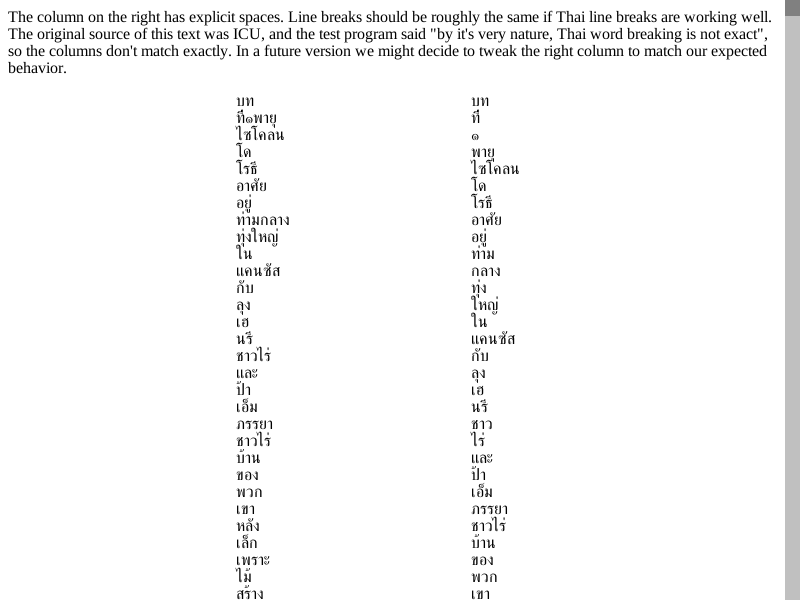 The column on the right has explicit spaces. Line breaks should be roughly the same if Thai line breaks are working well.
The original source of this text was ICU, and the test program said "by it's very nature, Thai word breaking is not exact",
so the columns don't match exactly. In a future version we might decide to tweak the right column to match our expected
behavior.
บท
ที่๑พายุ
ไซโคลน
โด
โรธี
อาศัย
อยู่
ท่ามกลาง
ทุ่งใหญ่
ใน
แคนซัส
กับ
ลุง
เฮ
นรี
ชาวไร่
และ
ป้า
เอ็ม
ภรรยา
ชาวไร่
บ้าน
ของ
พวก
เขา
หลัง
เล็ก
เพราะ
ไม้
สร้าง
บท
ที่
๑
พายุ
ไซโคลน
โด
โรธี
อาศัย
อยู่
ท่าม
กลาง
ทุ่ง
ใหญ่
ใน
แคนซัส
กับ
ลุง
เฮ
นรี
ชาว
ไร่
และ
ป้า
เอ็ม
ภรรยา
ชาวไร่
บ้าน
ของ
พวก
เขา